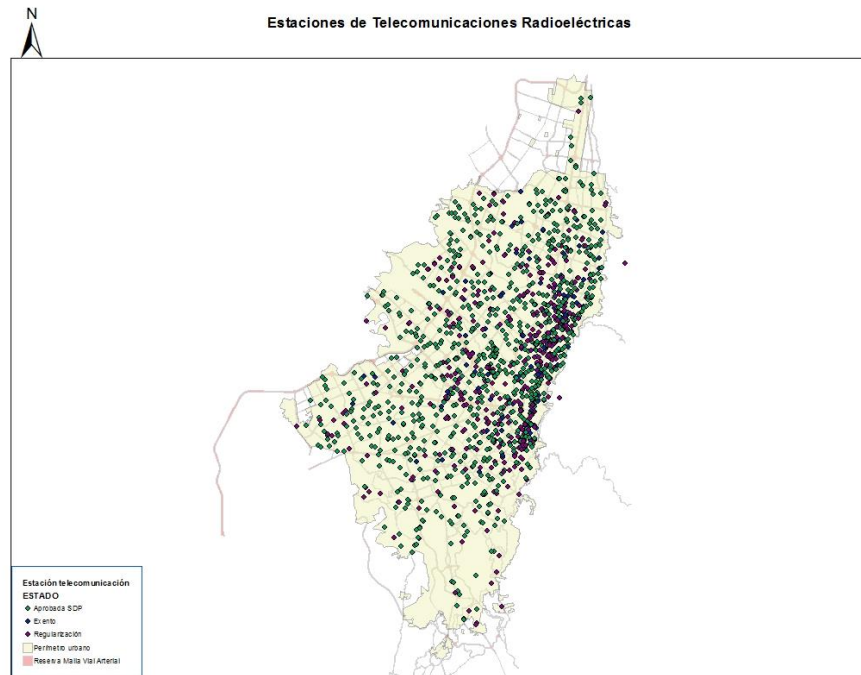 N
Estaciones de Telecomunicaciones Radioeléctricas
Estación telecomunicación
ESTADO
Aprobada SDP
Exento
Regularización
Perímetro urbano
Reserva Malla Vial Arterial